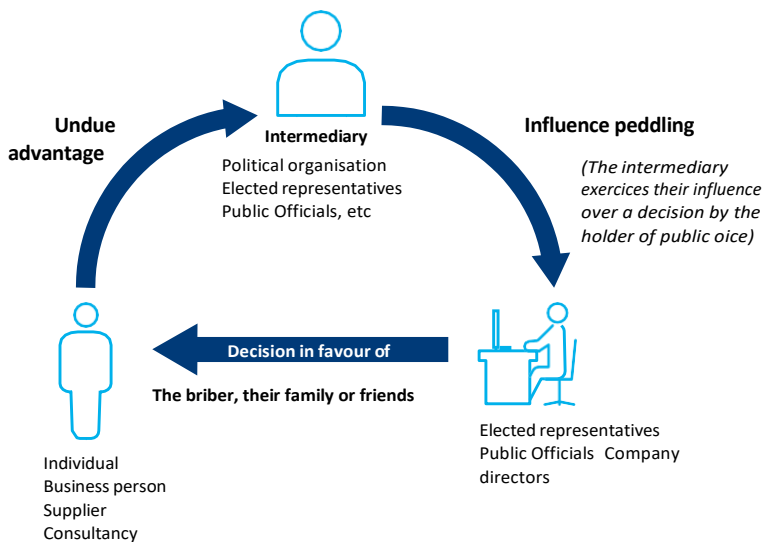 Undue
advantage
Intermediary
Political organisation
Elected representatives
Public Officials, etc
Influence peddling
(The intermediary
exercices their influence
over a decision by the
holder of public oice)
Decision in favour of
The briber, their family or friends
Individual
Business person
Supplier
Consultancy
Elected representatives
Public Officials Company
directors